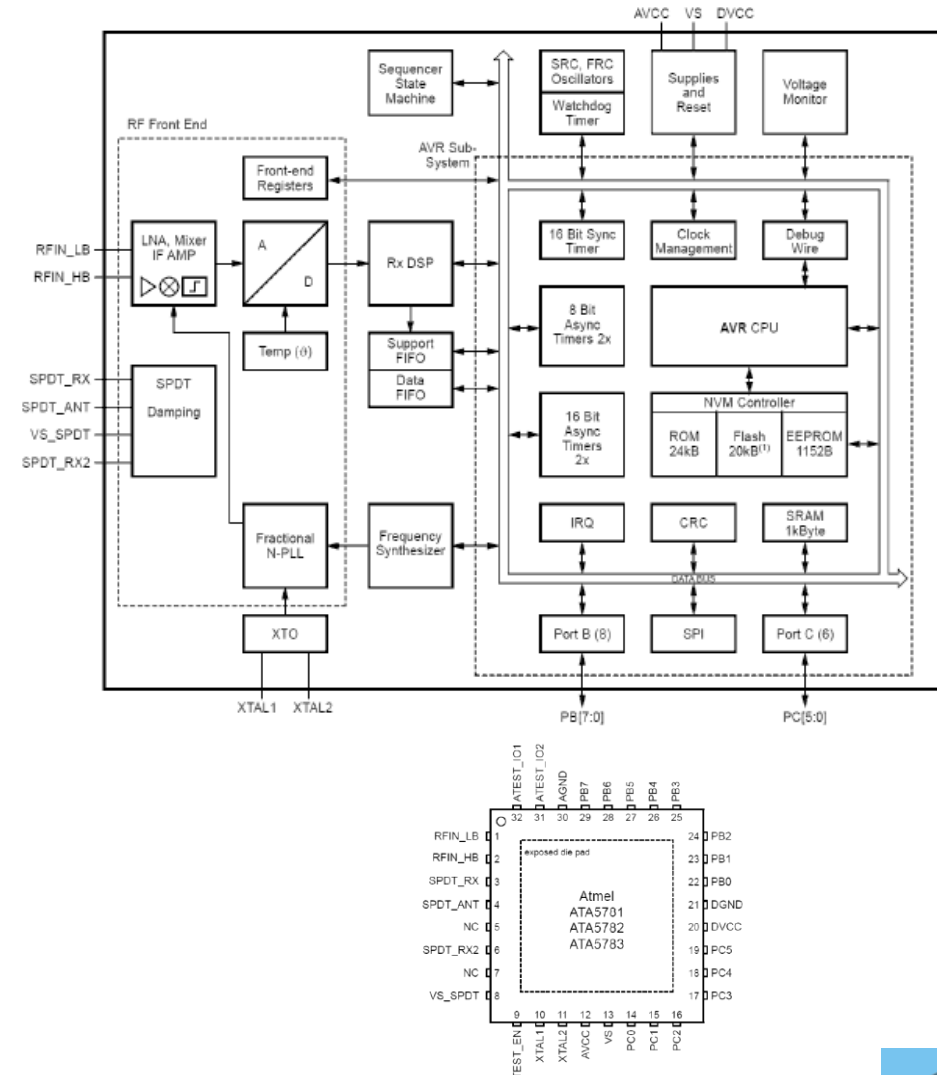 AVCC VS DVCC
Sequencer
State
Machine
SRC, FRC
Oscillators
Watchdog
Timer
Supplies
and
Reset
Voltage
Monitor
RF Front End
AVR Sub-
System
Front-end
Registers
RFIN_LB
RFIN_HB
LNA, Mixer
IF AMP
A
D
Rx DSP
16 Bit Sync
Timer
Clock
Management
Debug
Wire
8 Bit
Async
Timers 2x
AVR CPU
Temp (ϑ)
Support
FIFO
Data
FIFO
SPDT_RX
SPDT_ANT
VS_SPDT
SPDT_RX2
SPDT
Damping
16 Bit
Async
Timers
2x
NVM Controller
ROM
24kB
Flash
20kB(1)
EEPROM
1152B
Fractional
N-PLL
Frequency
Synthesizer
IRQ
CRC
SRAM
1kByte
DATA BUS
XTO
Port B (8)
SPI
Port C (6)
XTAL1 XTAL2
PB[7:0]
PC[5:0]
ATEST_IO1
ATEST_IO2
AGND
PB7
PB6
PB5
PB4
PB3
32 31 30 29 28 27 26 25
RFIN_LB 1
RFIN_HB 2
SPDT_RX 3
SPDT_ANT 4
NC 5
SPDT_RX2 6
NC 7
VS_SPDT 8
exposed die pad
Atmel
ATA5781
ATA5782
ATA5783
24 PB2
23 PB1
22 PB0
21 DGND
20 DVCC
19 PC5
18 PC4
17 PC3
9 10 11 12 13 14 15 16
TEST_EN
XTAL1
XTAL2
AVCC
VS
PC0
PC1
PC2